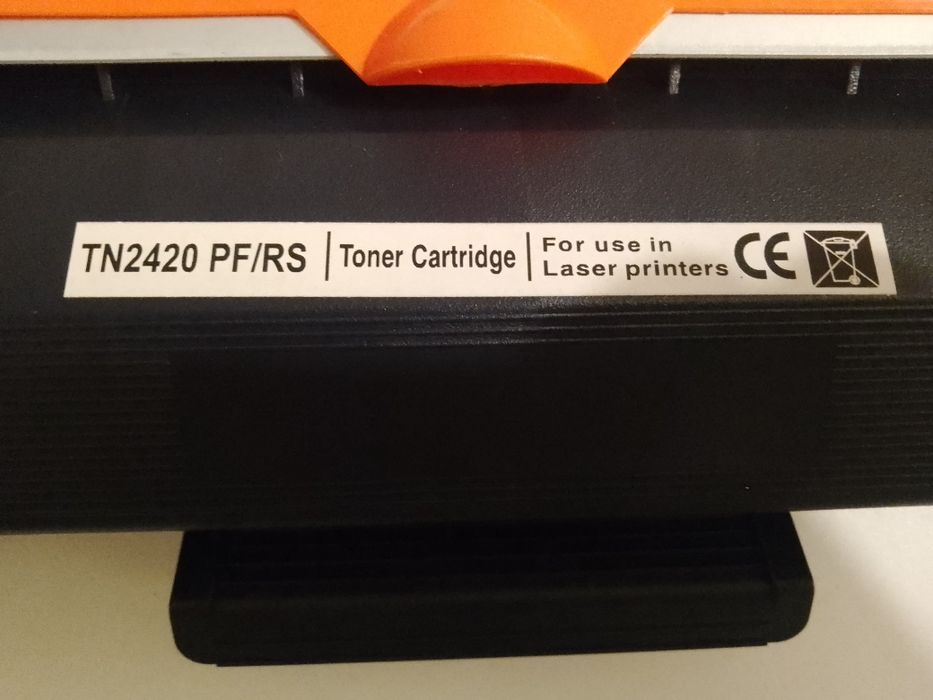 TN2420 PF/RS
Toner Cartridge
For use in
Laser printers
CE